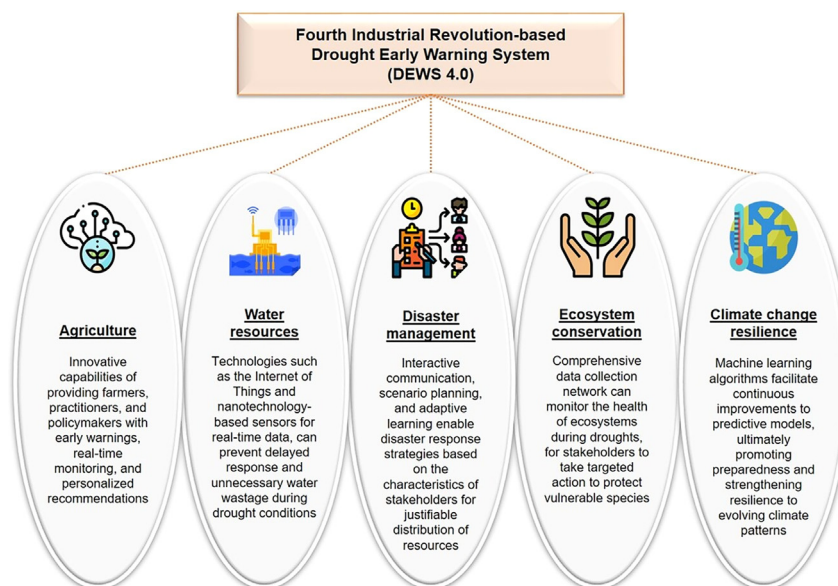 Fourth Industrial Revolution-based
Drought Early Warning System
(DEWS 4.0)
Agriculture
Innovative
capabilities of
providing farmers,
practitioners, and
policymakers with
early warnings,
real-time
monitoring, and
personalized
recommendations
Water
resources
Technologies such
as the Internet of
Things and
nanotechnology-
based sensors for
real-time data, can
prevent delayed
response and
unnecessary water
wastage during
drought conditions
Disaster
management
Interactive
communication,
scenario planning,
and adaptive
learning enable
disaster response
strategies based on
the characteristics of
stakeholders for
justifiable
distribution of
resources
Ecosystem
conservation
Comprehensive
data collection
network can
monitor the health
of ecosystems
during droughts,
for stakeholders to
take targeted
action to protect
vulnerable species
Climate change
resilience
Machine learning
algorithms facilitate
continuous
improvements to
predictive models,
ultimately
promoting
preparedness and
strengthening
resilience to
evolving climate
patterns